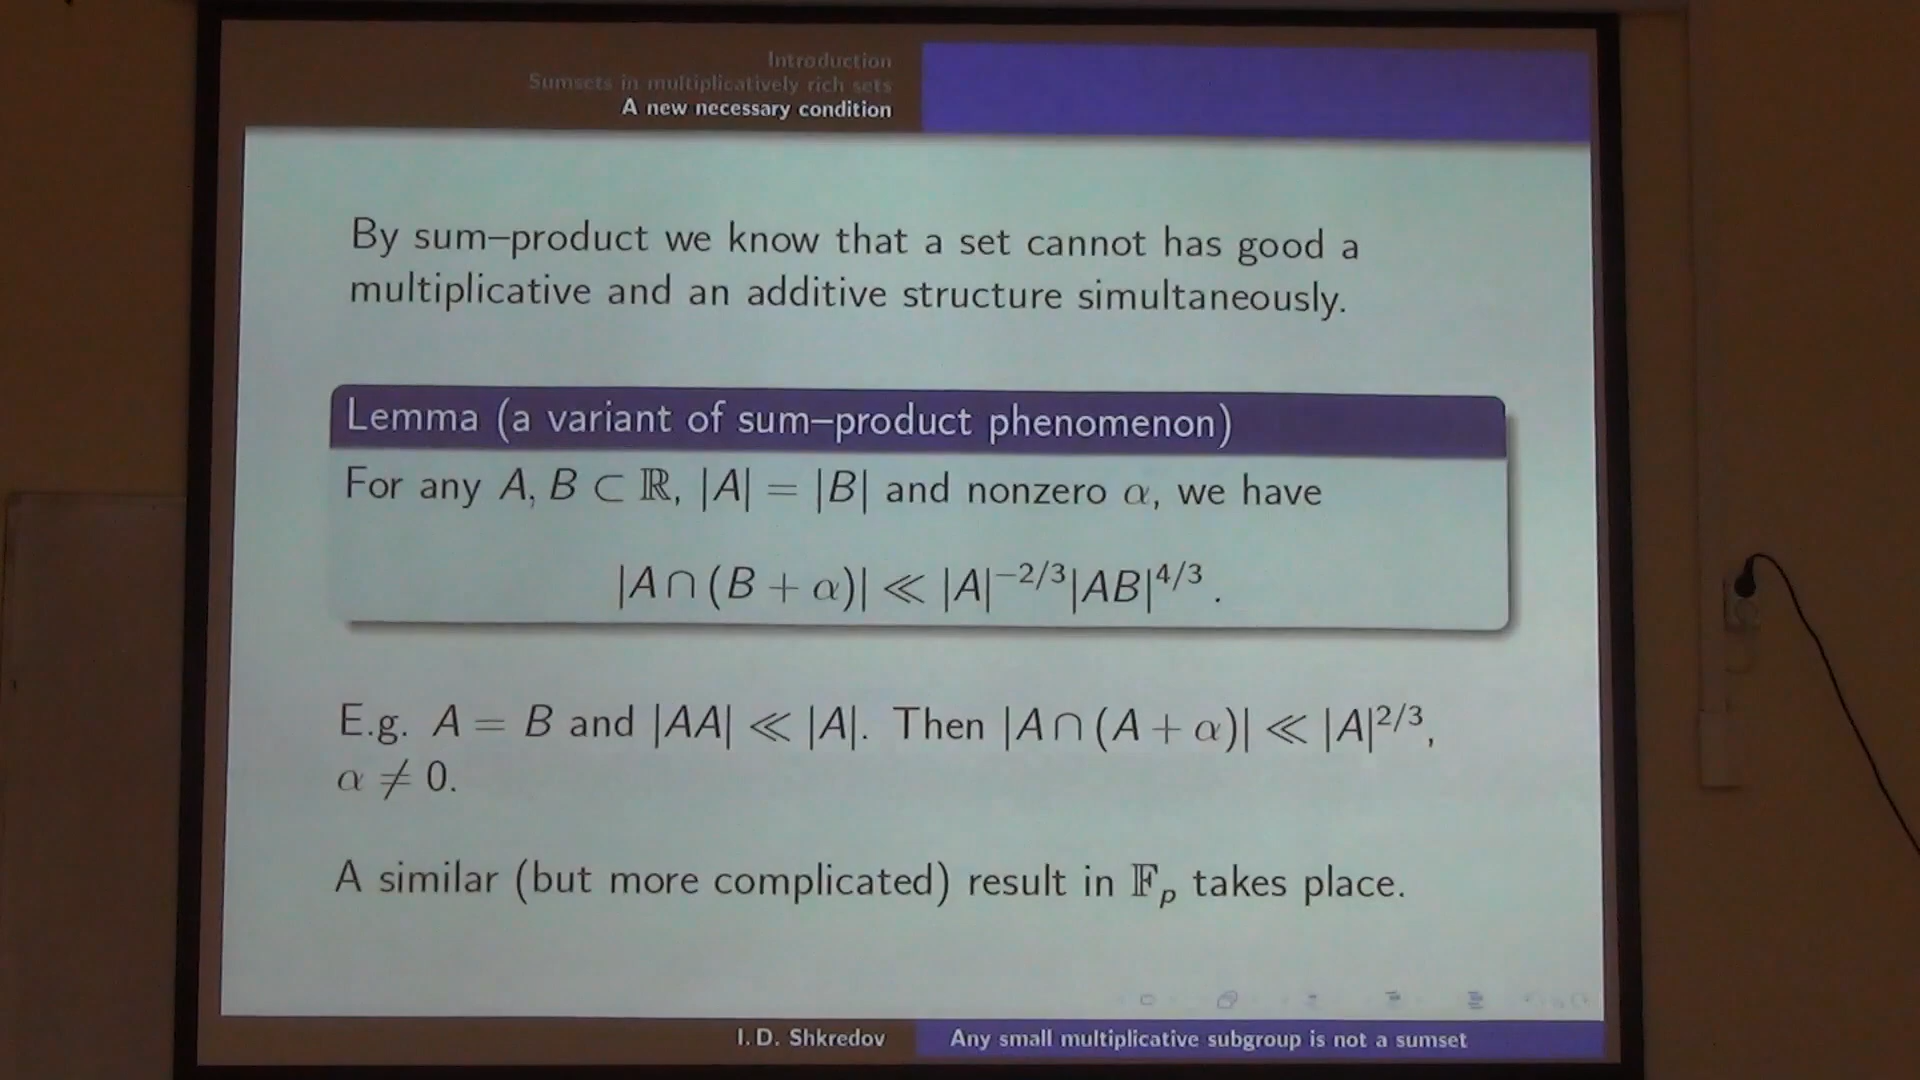 Introduction
Sumsets in multiplicatively rich sets
A new necessary condition
By sum–product we know that a set cannot has good a
multiplicative and an additive structure simultaneously.
Lemma (a variant of sum–product phenomenon)
For any A, B ⊂ ℝ, |A| = |B| and nonzero α, we have
|A ∩ (B + α)| ≪ |A|^{−2/3}|AB|^{4/3} .
E.g. A = B and |AA| ≪ |A|. Then |A ∩ (A + α)| ≪ |A|^{2/3},
α ≠ 0.
A similar (but more complicated) result in 𝔽_p takes place.
I. D. Shkredov
Any small multiplicative subgroup is not a sumset